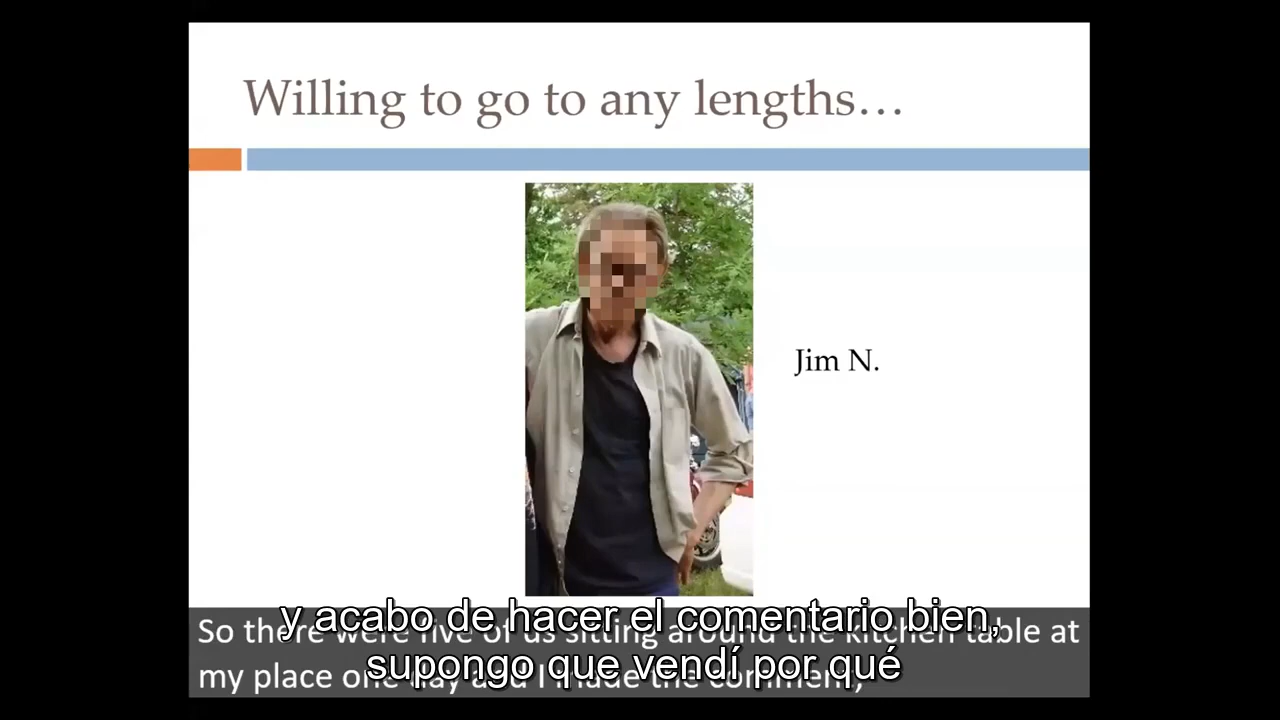 Willing to go to any lengths…
Jim N.
So there were five of us sitting around the kitchen table at
my place one day and I made the comment,
y acabo de hacer el comentario bien,
supongo que vendí por qué